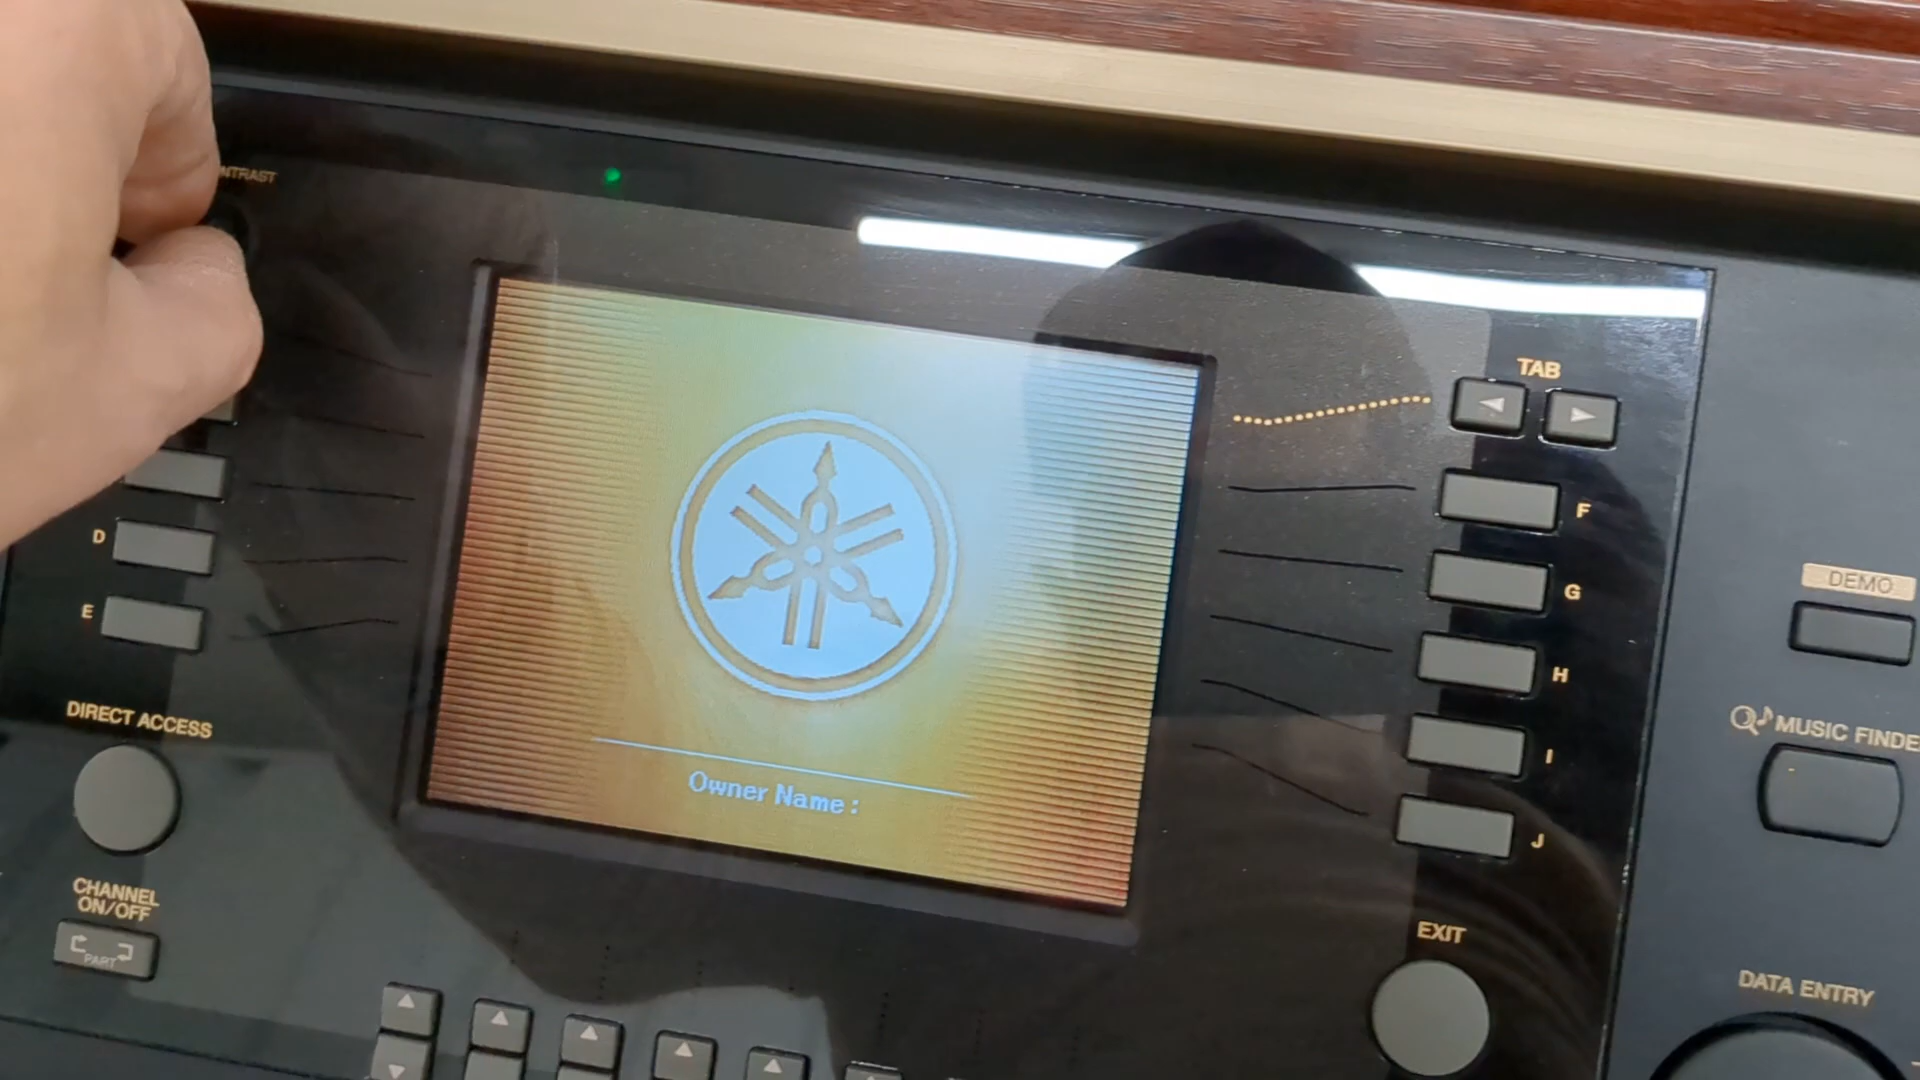 NTRAST
TAB
F
G
H
I
J
D
E
DEMO
MUSIC FINDE
DIRECT ACCESS
Owner Name :
CHANNEL
ON/OFF
PART
EXIT
DATA ENTRY